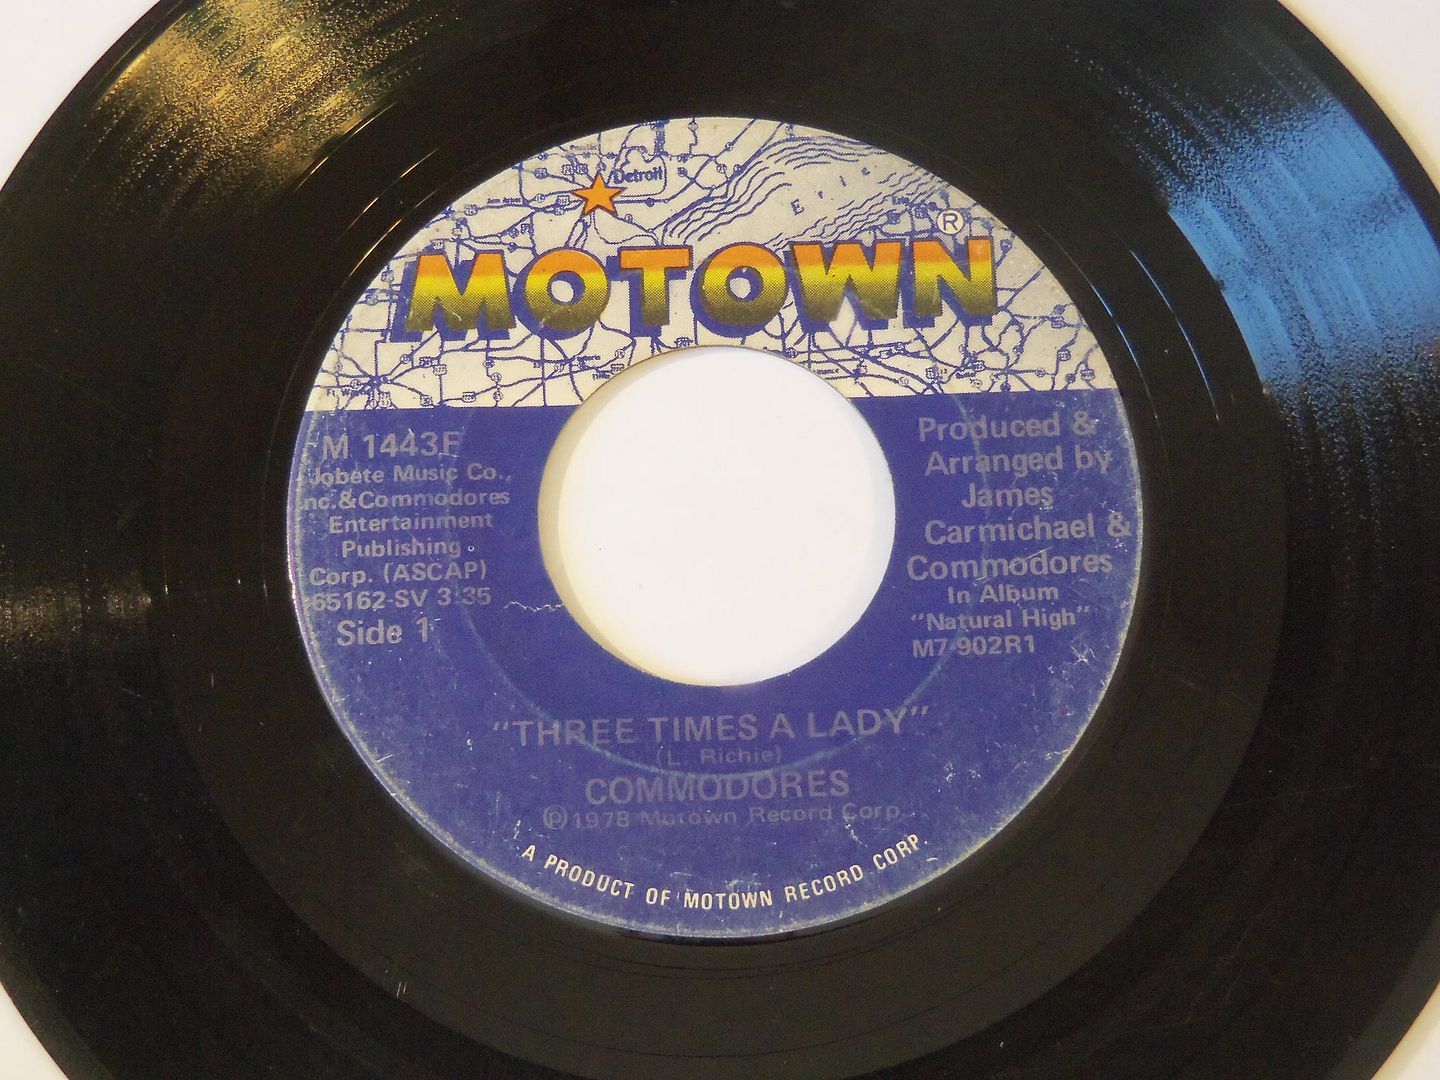 Detroit
Erie
MOTOWN®
M 1443F
Jobete Music Co.,
Inc.&Commodores
Entertainment
Publishing
Corp. (ASCAP)
65162-SV 3:35
Side 1
Produced &
Arranged by
James
Carmichael &
Commodores
In Album
"Natural High"
M7-902R1
"THREE TIMES A LADY"
(L. Richie)
COMMODORES
℗1978 Motown Record Corp.
A PRODUCT OF MOTOWN RECORD CORP.